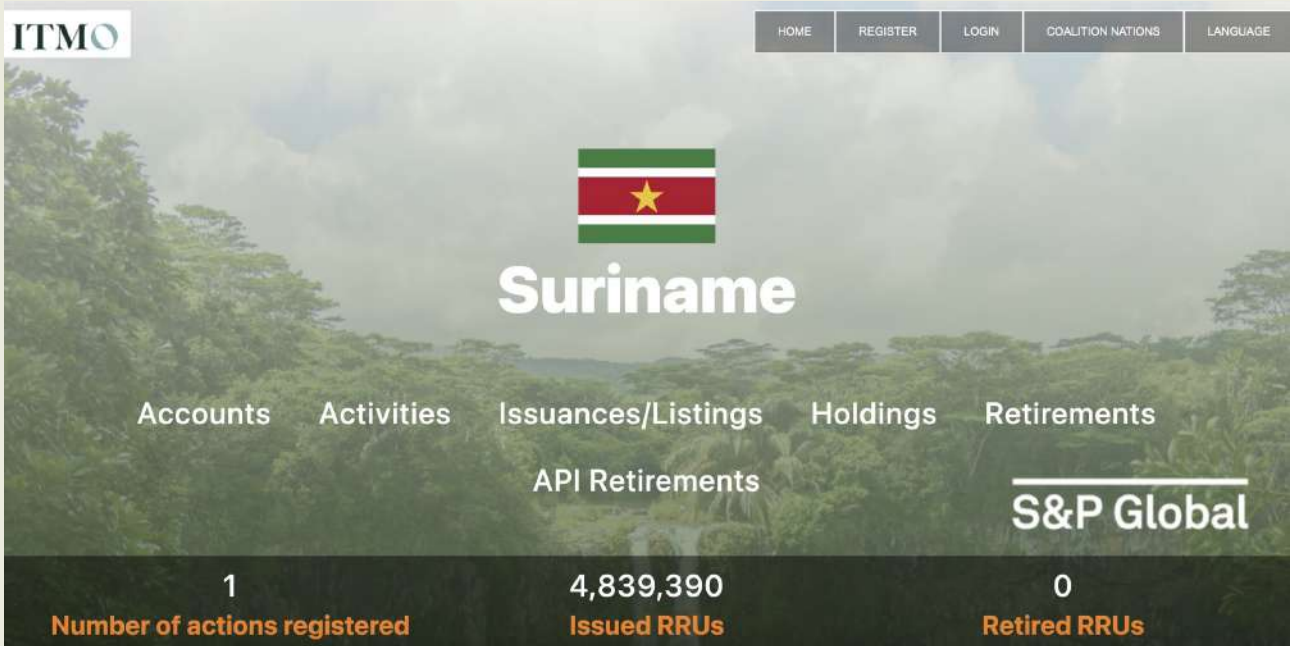 ITMO
HOME REGISTER LOGIN COALITION NATIONS LANGUAGE
Suriname
Accounts Activities Issuances/Listings Holdings Retirements
API Retirements
S&P Global
1 4,839,390 0
Number of actions registered Issued RRUs Retired RRUs